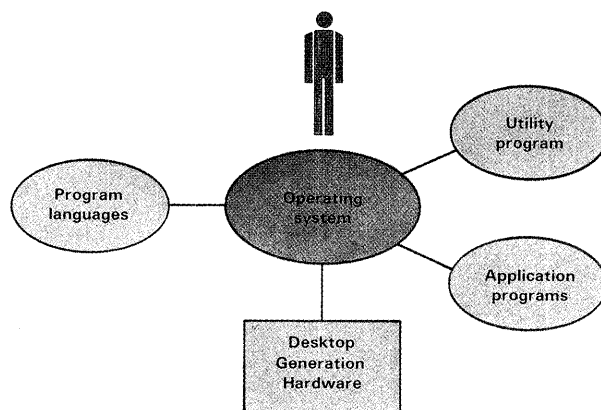 Utility
program
Program
languages
Operating
system
Application
programs
Desktop
Generation
Hardware